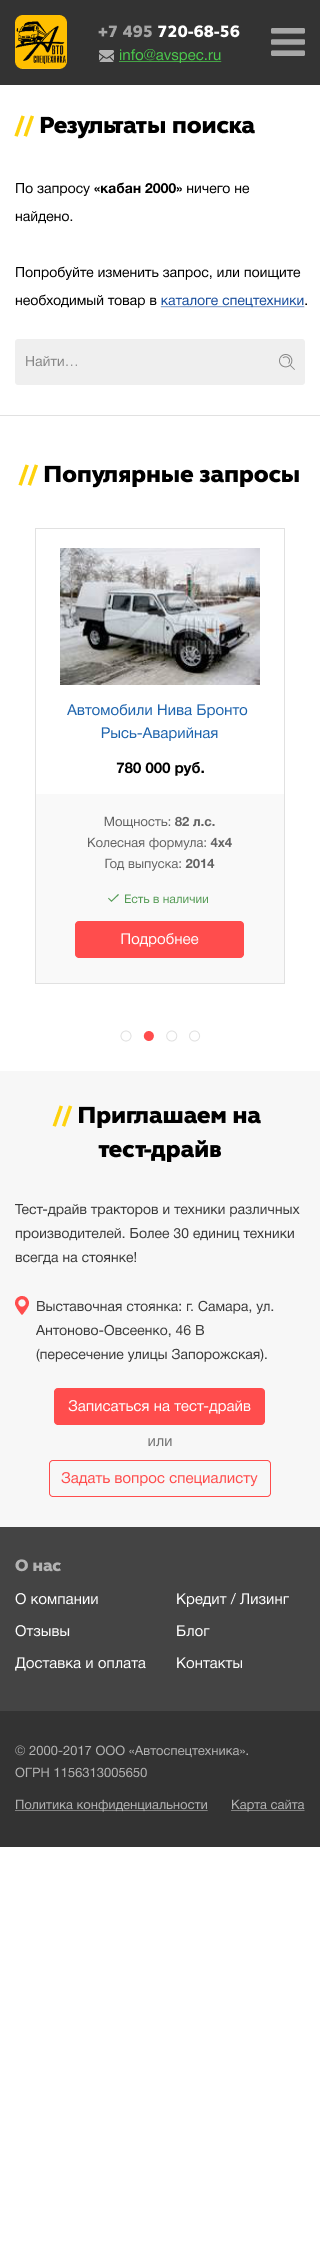 АВТО
СПЕЦТЕХНИКА
+7 495 720-68-56
info@avspec.ru
// Результаты поиска
По запросу «кабан 2000» ничего не
найдено.
Попробуйте изменить запрос, или поищите
необходимый товар в каталоге спецтехники.
Найти...
// Популярные запросы
Автомобили Нива Бронто
Рысь-Аварийная
780 000 руб.
Мощность: 82 л.с.
Колесная формула: 4х4
Год выпуска: 2014
Есть в наличии
Подробнее
// Приглашаем на
тест-драйв
Тест-драйв тракторов и техники различных
производителей. Более 30 единиц техники
всегда на стоянке!
Выставочная стоянка: г. Самара, ул.
Антоново-Овсеенко, 46 В
(пересечение улицы Запорожская).
Записаться на тест-драйв
или
Задать вопрос специалисту
О нас
О компании Кредит / Лизинг
Отзывы Блог
Доставка и оплата Контакты
© 2000-2017 ООО «Автоспецтехника».
ОГРН 1156313005650
Политика конфиденциальности Карта сайта